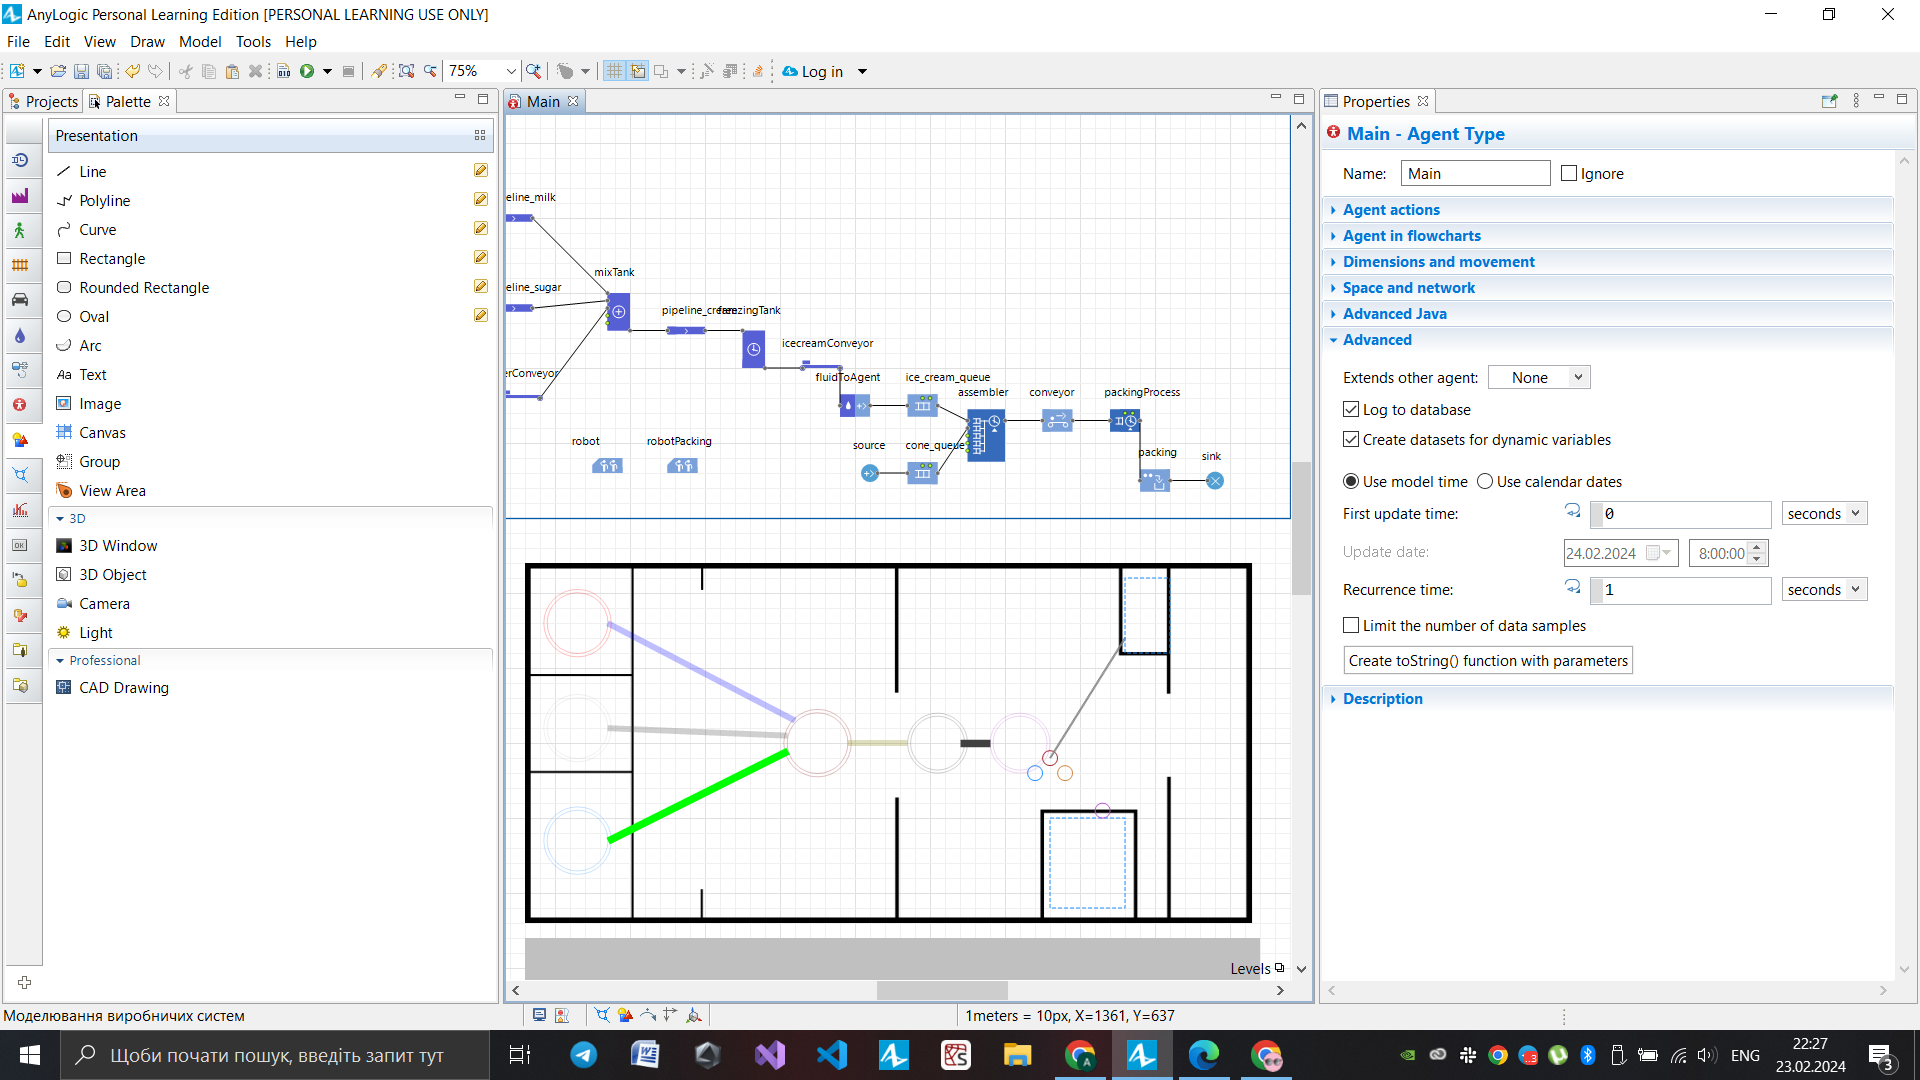 AnyLogic Personal Learning Edition [PERSONAL LEARNING USE ONLY]
File Edit View Draw Model Tools Help
75%
Log in
Projects Palette
Main
Properties
Presentation
Line
Polyline
Curve
Rectangle
Rounded Rectangle
Oval
Arc
Text
Image
Canvas
Group
View Area
3D
3D Window
3D Object
Camera
Light
Professional
CAD Drawing
eline_milk
mixTank
eline_sugar
pipeline_cream
freezingTank
icecreamConveyor
erConveyor
fluidToAgent
ice_cream_queue
assembler
conveyor
packingProcess
robot
robotPacking
source
cone_queue
packing
sink
Levels
Main - Agent Type
Name: Main Ignore
Agent actions
Agent in flowcharts
Dimensions and movement
Space and network
Advanced Java
Advanced
Extends other agent: None
Log to database
Create datasets for dynamic variables
Use model time Use calendar dates
First update time: 0 seconds
Update date: 24.02.2024 8:00:00
Recurrence time: 1 seconds
Limit the number of data samples
Create toString() function with parameters
Description
Моделювання виробничих систем
1meters = 10px, X=1361, Y=637
Щоби почати пошук, введіть запит тут
ENG
22:27
23.02.2024
3